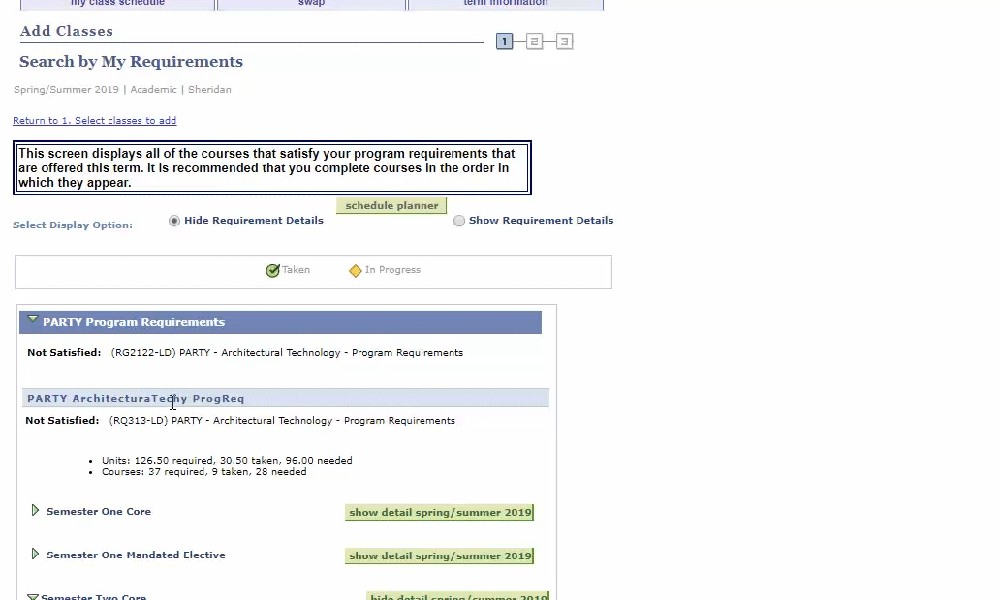 my class schedule
swap
term information
Add Classes
1
2
3
Search by My Requirements
Spring/Summer 2019 | Academic | Sheridan
Return to 1. Select classes to add
This screen displays all of the courses that satisfy your program requirements that
are offered this term. It is recommended that you complete courses in the order in
which they appear.
schedule planner
Select Display Option:
Hide Requirement Details
Show Requirement Details
Taken
In Progress
PARTY Program Requirements
Not Satisfied: (RG2122-LD) PARTY - Architectural Technology - Program Requirements
PARTY ArchitecturaTechy ProgReq
Not Satisfied: (RQ313-LD) PARTY - Architectural Technology - Program Requirements
• Units: 126.50 required, 30.50 taken, 96.00 needed
• Courses: 37 required, 9 taken, 28 needed
Semester One Core
show detail spring/summer 2019
Semester One Mandated Elective
show detail spring/summer 2019
Semester Two Core
hide detail spring/summer 2019